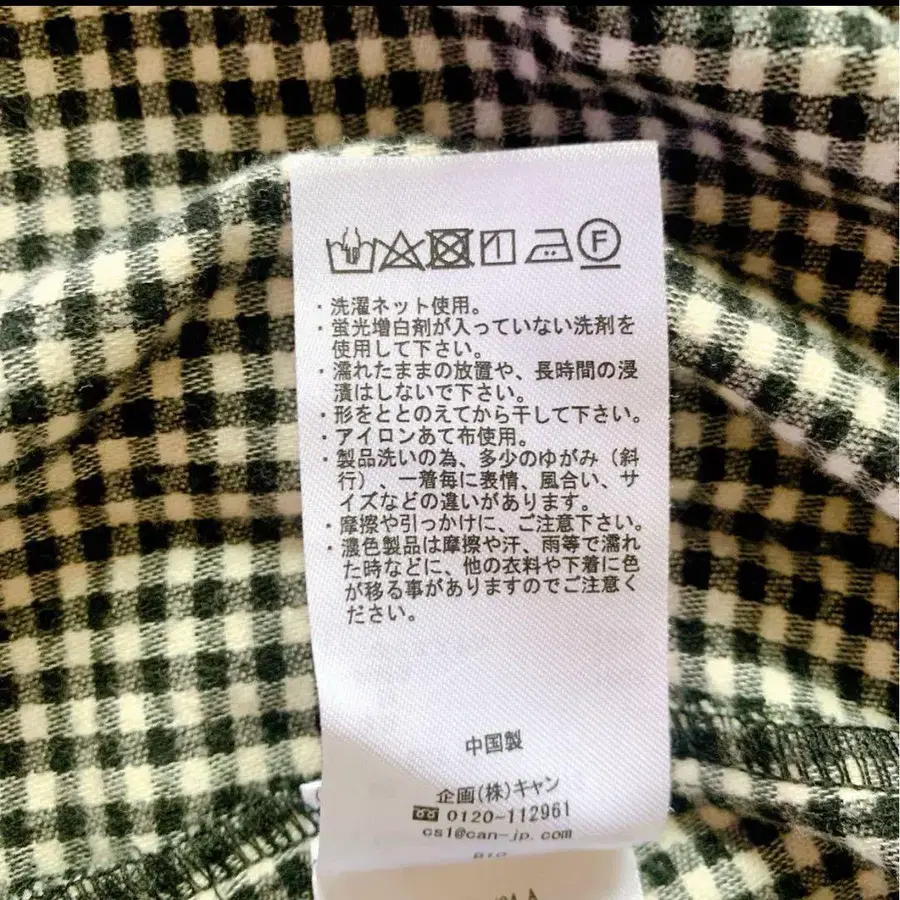 F
・洗濯ネット使用。
・蛍光増白剤が入っていない洗剤を
使用して下さい。
・濡れたままの放置や、長時間の浸
漬はしないで下さい。
・形をととのえてから干して下さい。
・アイロンあて布使用。
・製品洗いの為、多少のゆがみ（斜
行）、一着毎に表情、風合い、サ
イズなどの違いがあります。
・摩擦や引っかけに、ご注意下さい。
・濃色製品は摩擦や汗、雨等で濡れ
た時などに、他の衣料や下着に色
が移る事がありますのでご注意く
ださい。
中国製
企画(株)キャン
0120-112961
cs1@can-jp.com